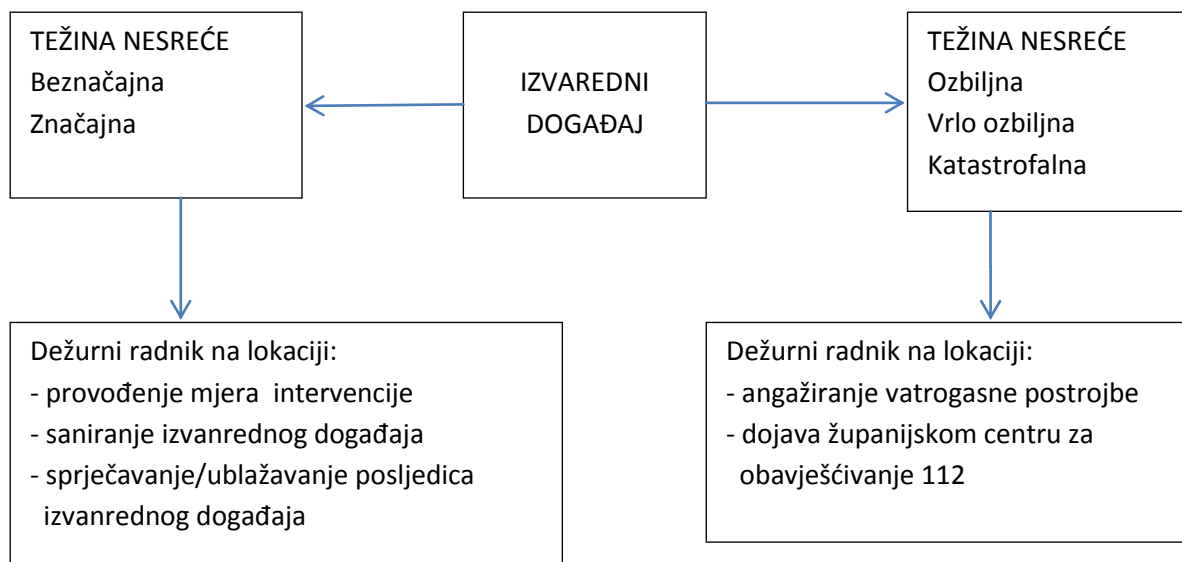 TEŽINA NESREĆE
Beznačajna
Značajna
IZVAREDNI
DOGAĐAJ
TEŽINA NESREĆE
Ozbiljna
Vrlo ozbiljna
Katastrofalna
Dežurni radnik na lokaciji:
- provođenje mjera intervencije
- saniranje izvanrednog događaja
- sprječavanje/ublažavanje posljedica
izvanrednog događaja
Dežurni radnik na lokaciji:
- angažiranje vatrogasne postrojbe
- dojava županijskom centru za
obavješćivanje 112